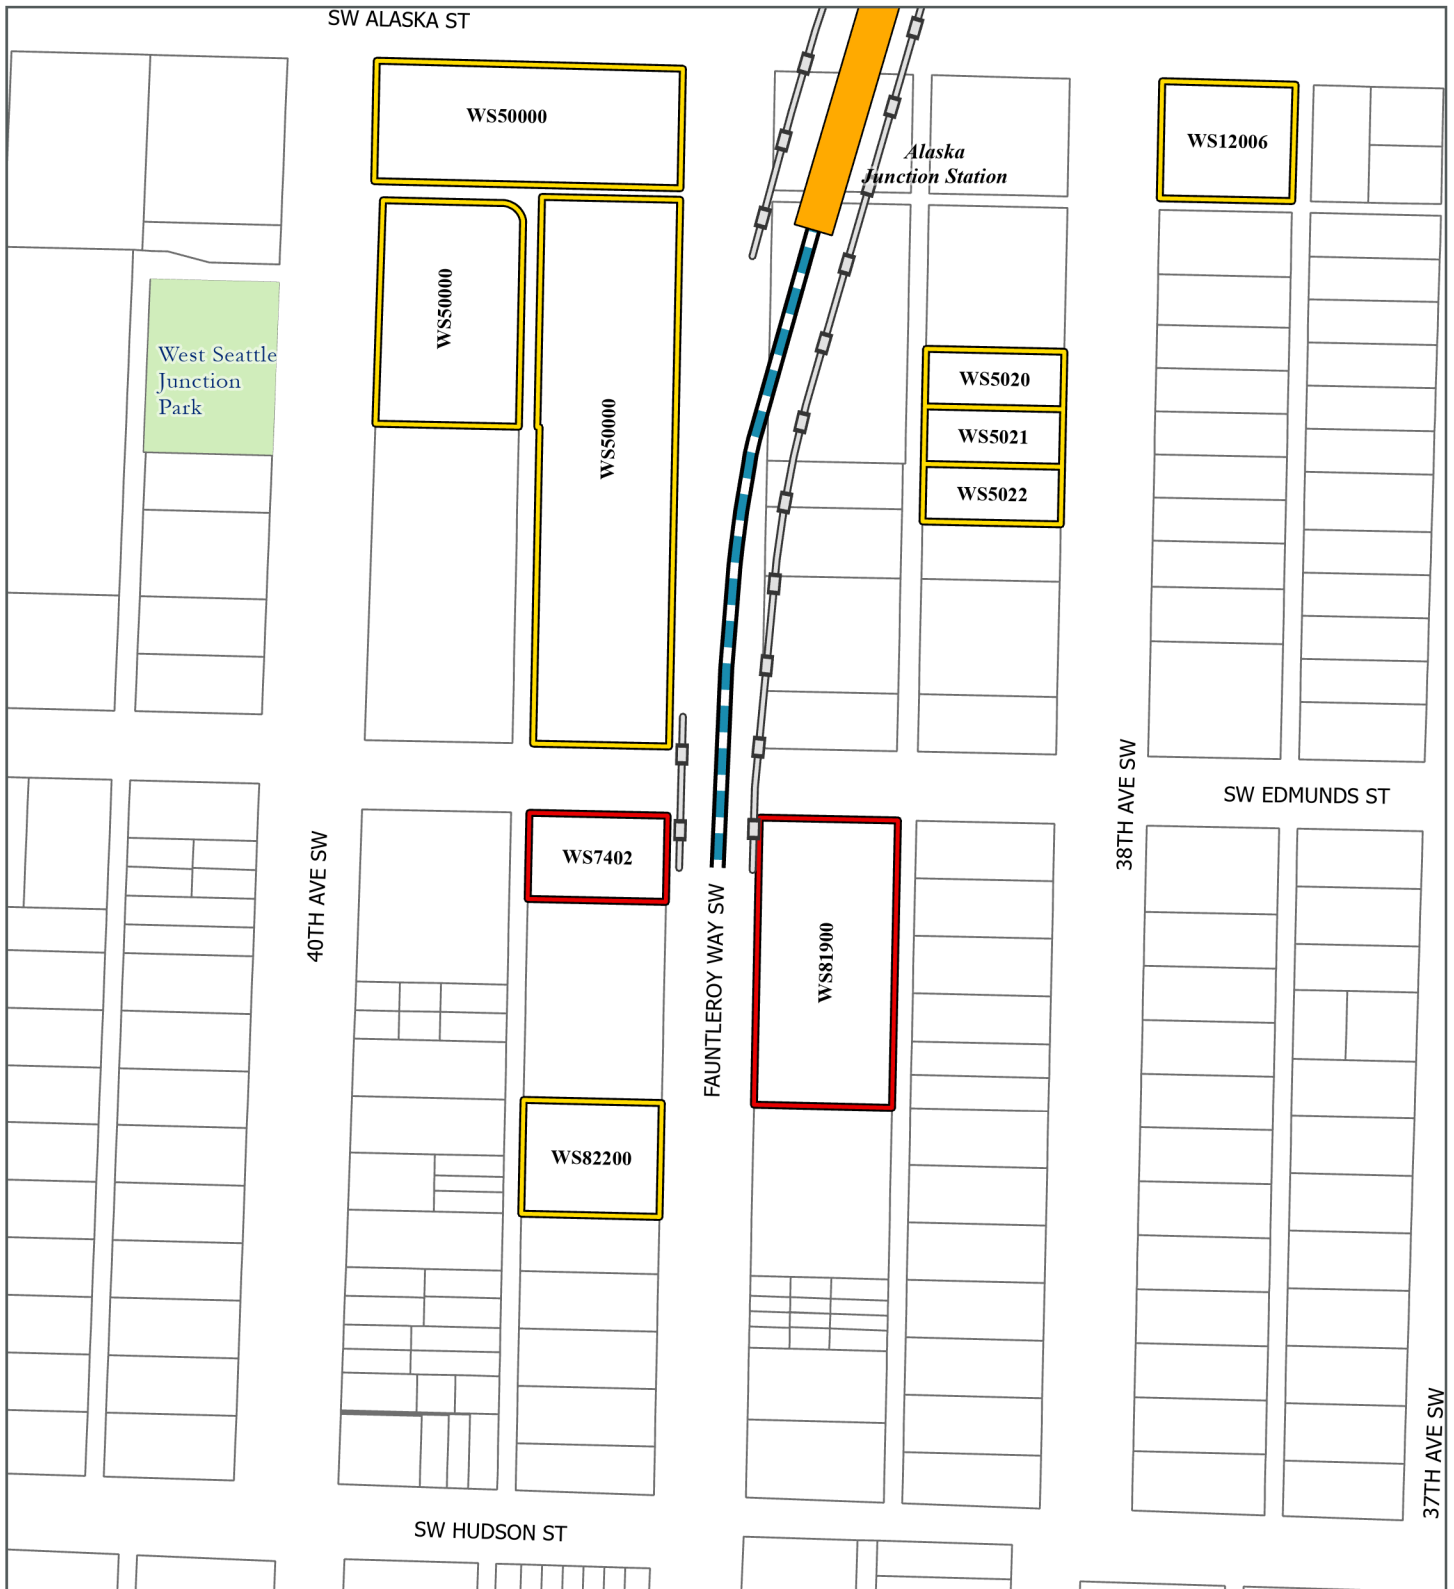 SW ALASKA ST
WS50000
WS12006
Alaska
Junction Station
WS50000
West Seattle
Junction
Park
WS50000
WS5020
WS5021
WS5022
38TH AVE SW
SW EDMUNDS ST
40TH AVE SW
WS7402
FAUNTLEROY WAY SW
WS81900
WS82200
37TH AVE SW
SW HUDSON ST